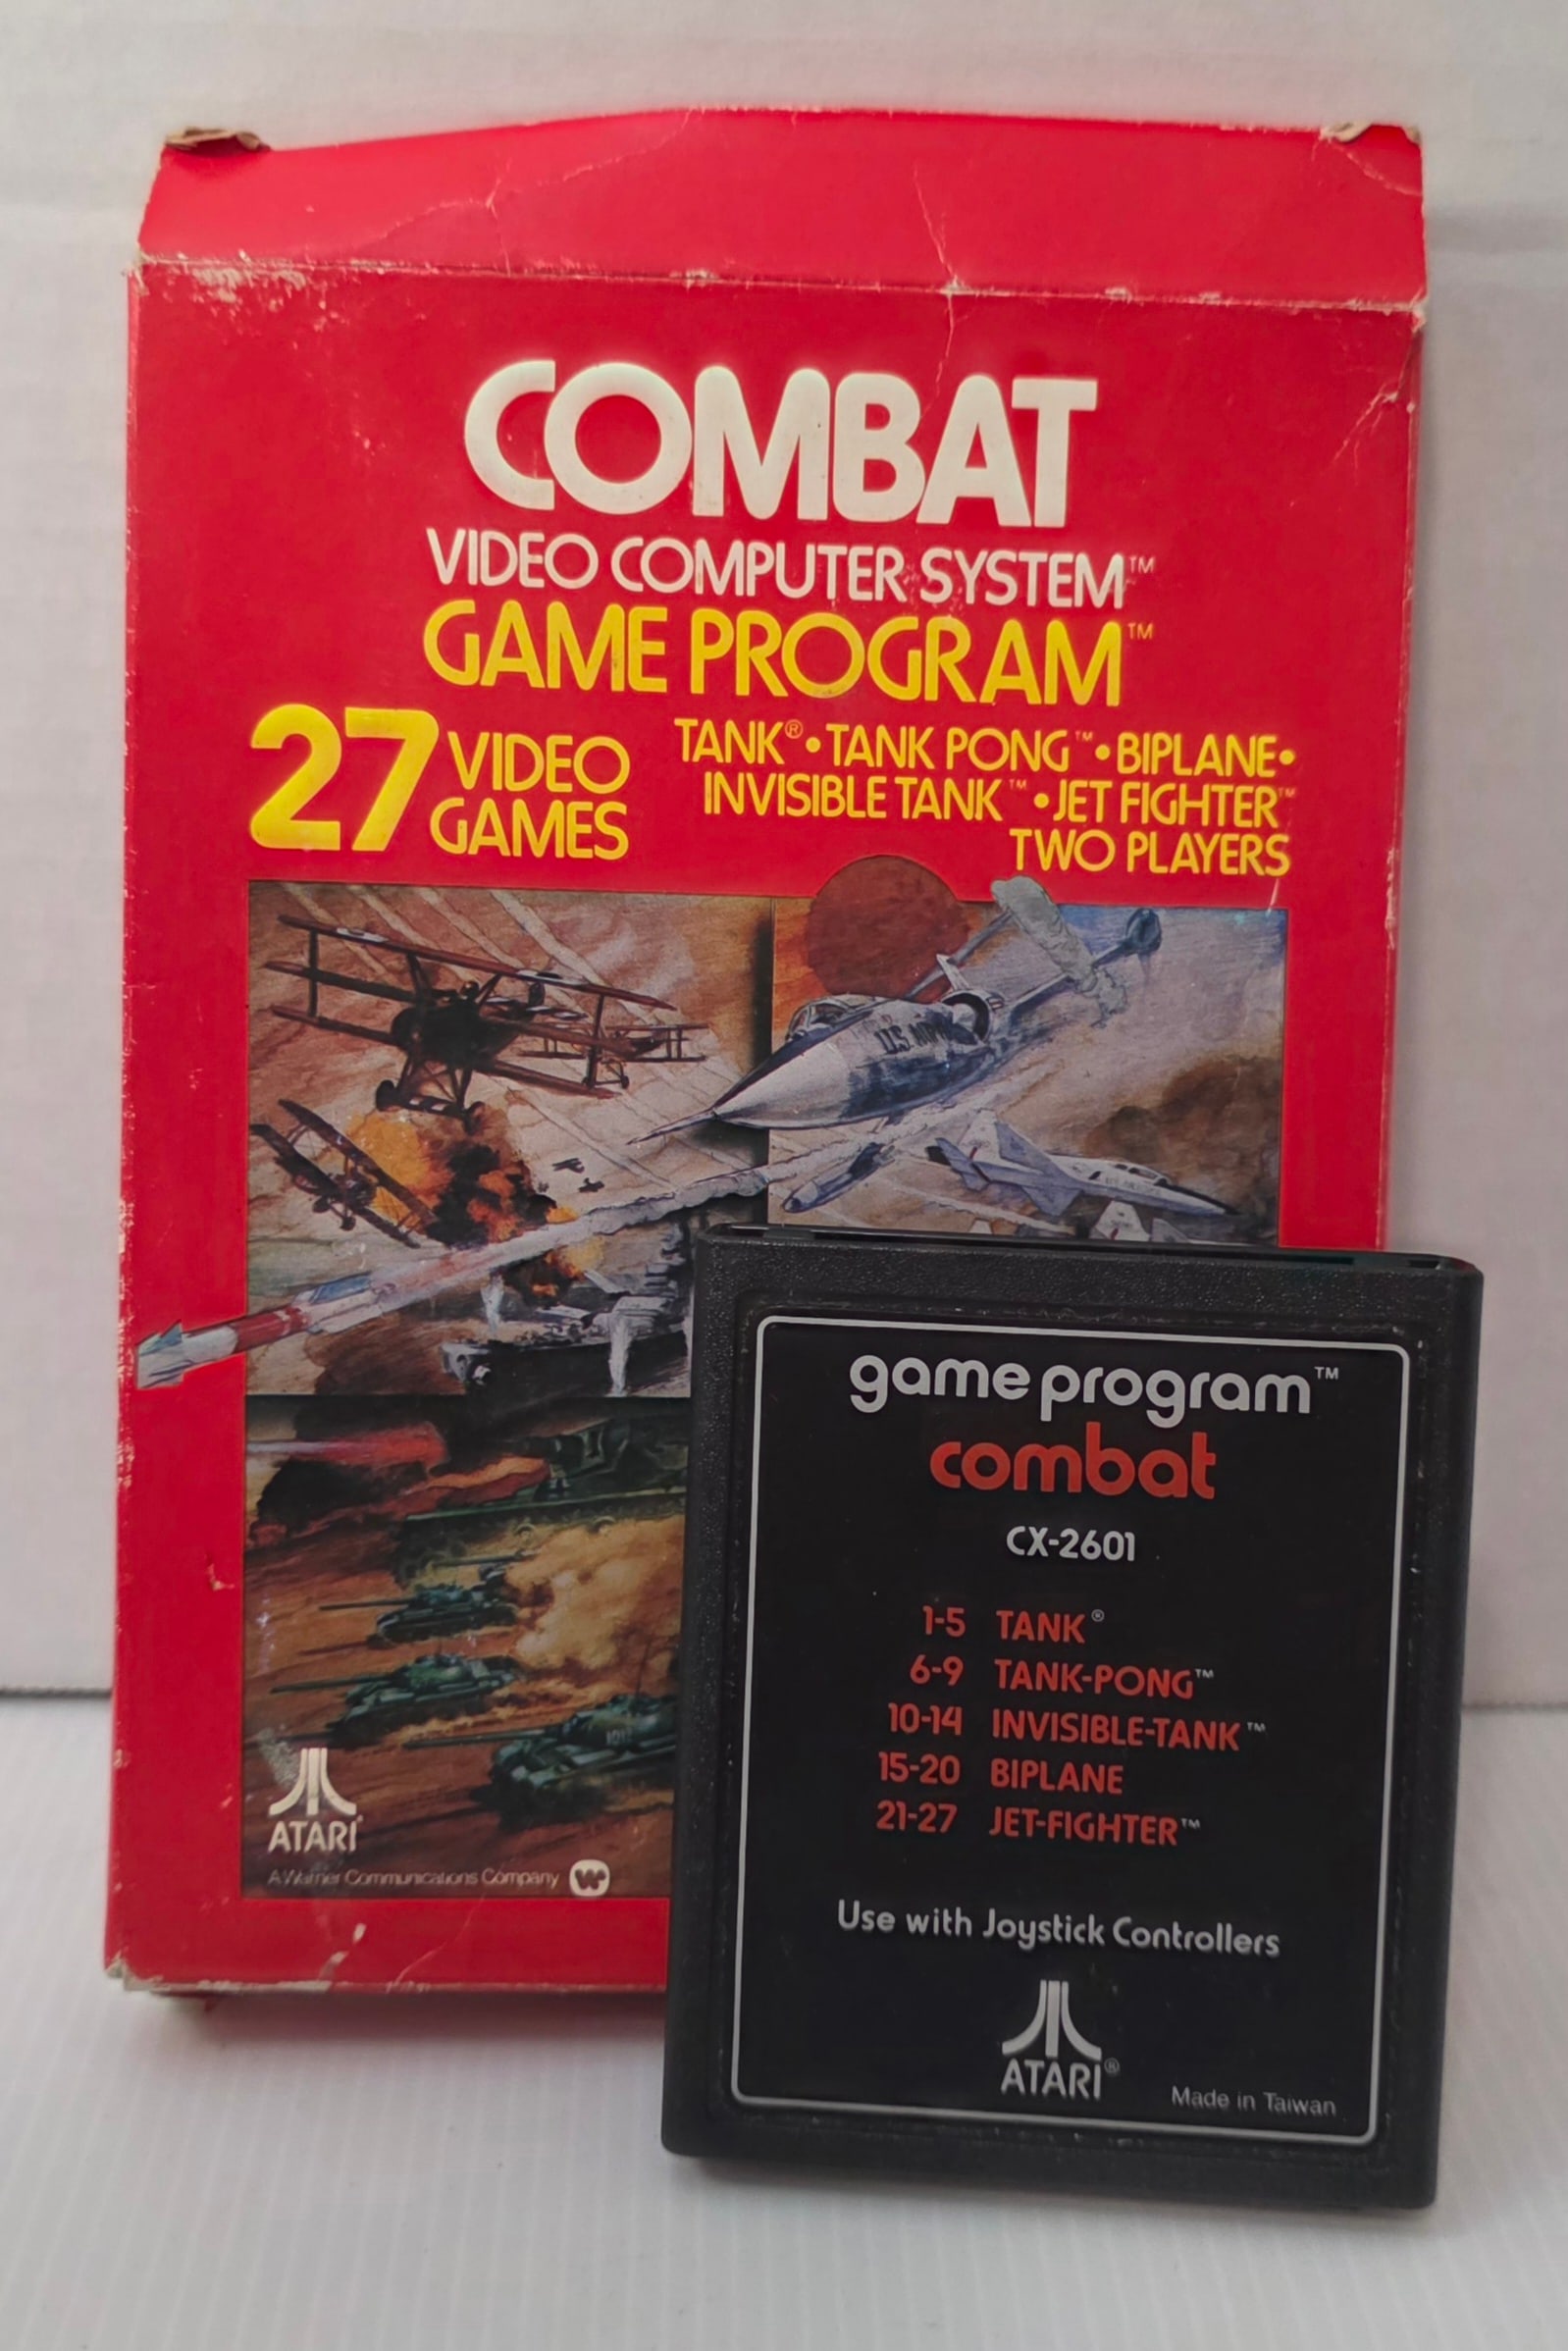 COMBAT
VIDEO COMPUTER SYSTEM™
GAME PROGRAM™
27 VIDEO GAMES
TANK® • TANK PONG™ • BIPLANE •
INVISIBLE TANK™ • JET FIGHTER™
TWO PLAYERS
U.S. NAVY
ATARI®
A Warner Communications Company
game program™
combat
CX-2601
1-5 TANK®
6-9 TANK-PONG™
10-14 INVISIBLE-TANK™
15-20 BIPLANE
21-27 JET-FIGHTER™
Use with Joystick Controllers
ATARI®
Made in Taiwan